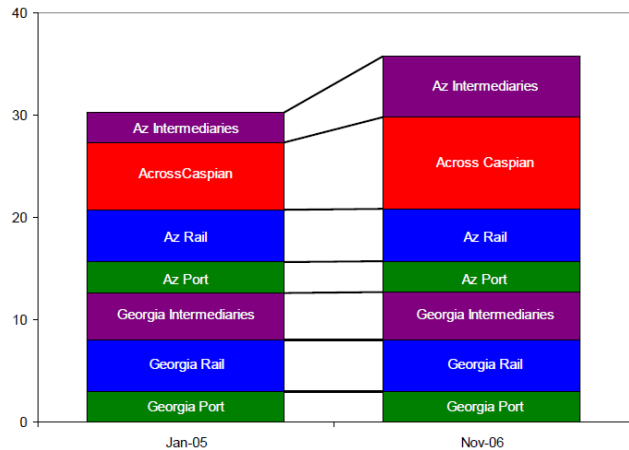 40
30
20
10
0
Az Intermediaries
AcrossCaspian
Az Rail
Az Port
Georgia Intermediaries
Georgia Rail
Georgia Port
Az Intermediaries
Across Caspian
Az Rail
Az Port
Georgia Intermediaries
Georgia Rail
Georgia Port
Jan-05
Nov-06